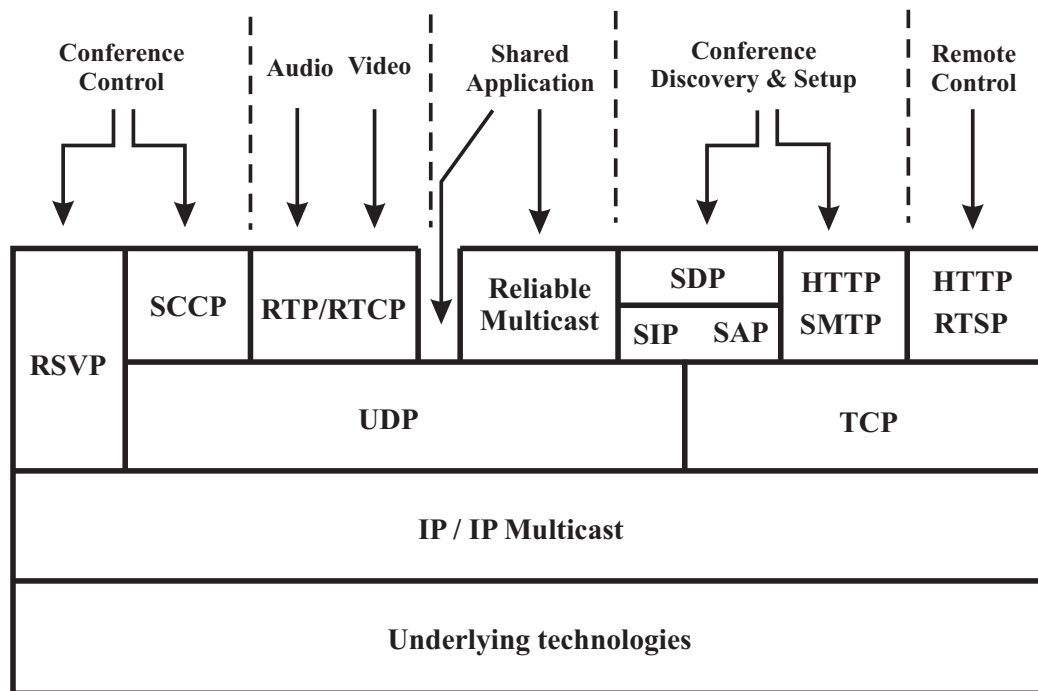 Conference
Control
Audio
Video
Shared
Application
Conference
Discovery & Setup
Remote
Control
RSVP
SCCP
RTP/RTCP
Reliable
Multicast
SDP
SIP
SAP
HTTP
SMTP
HTTP
RTSP
UDP
TCP
IP / IP Multicast
Underlying technologies